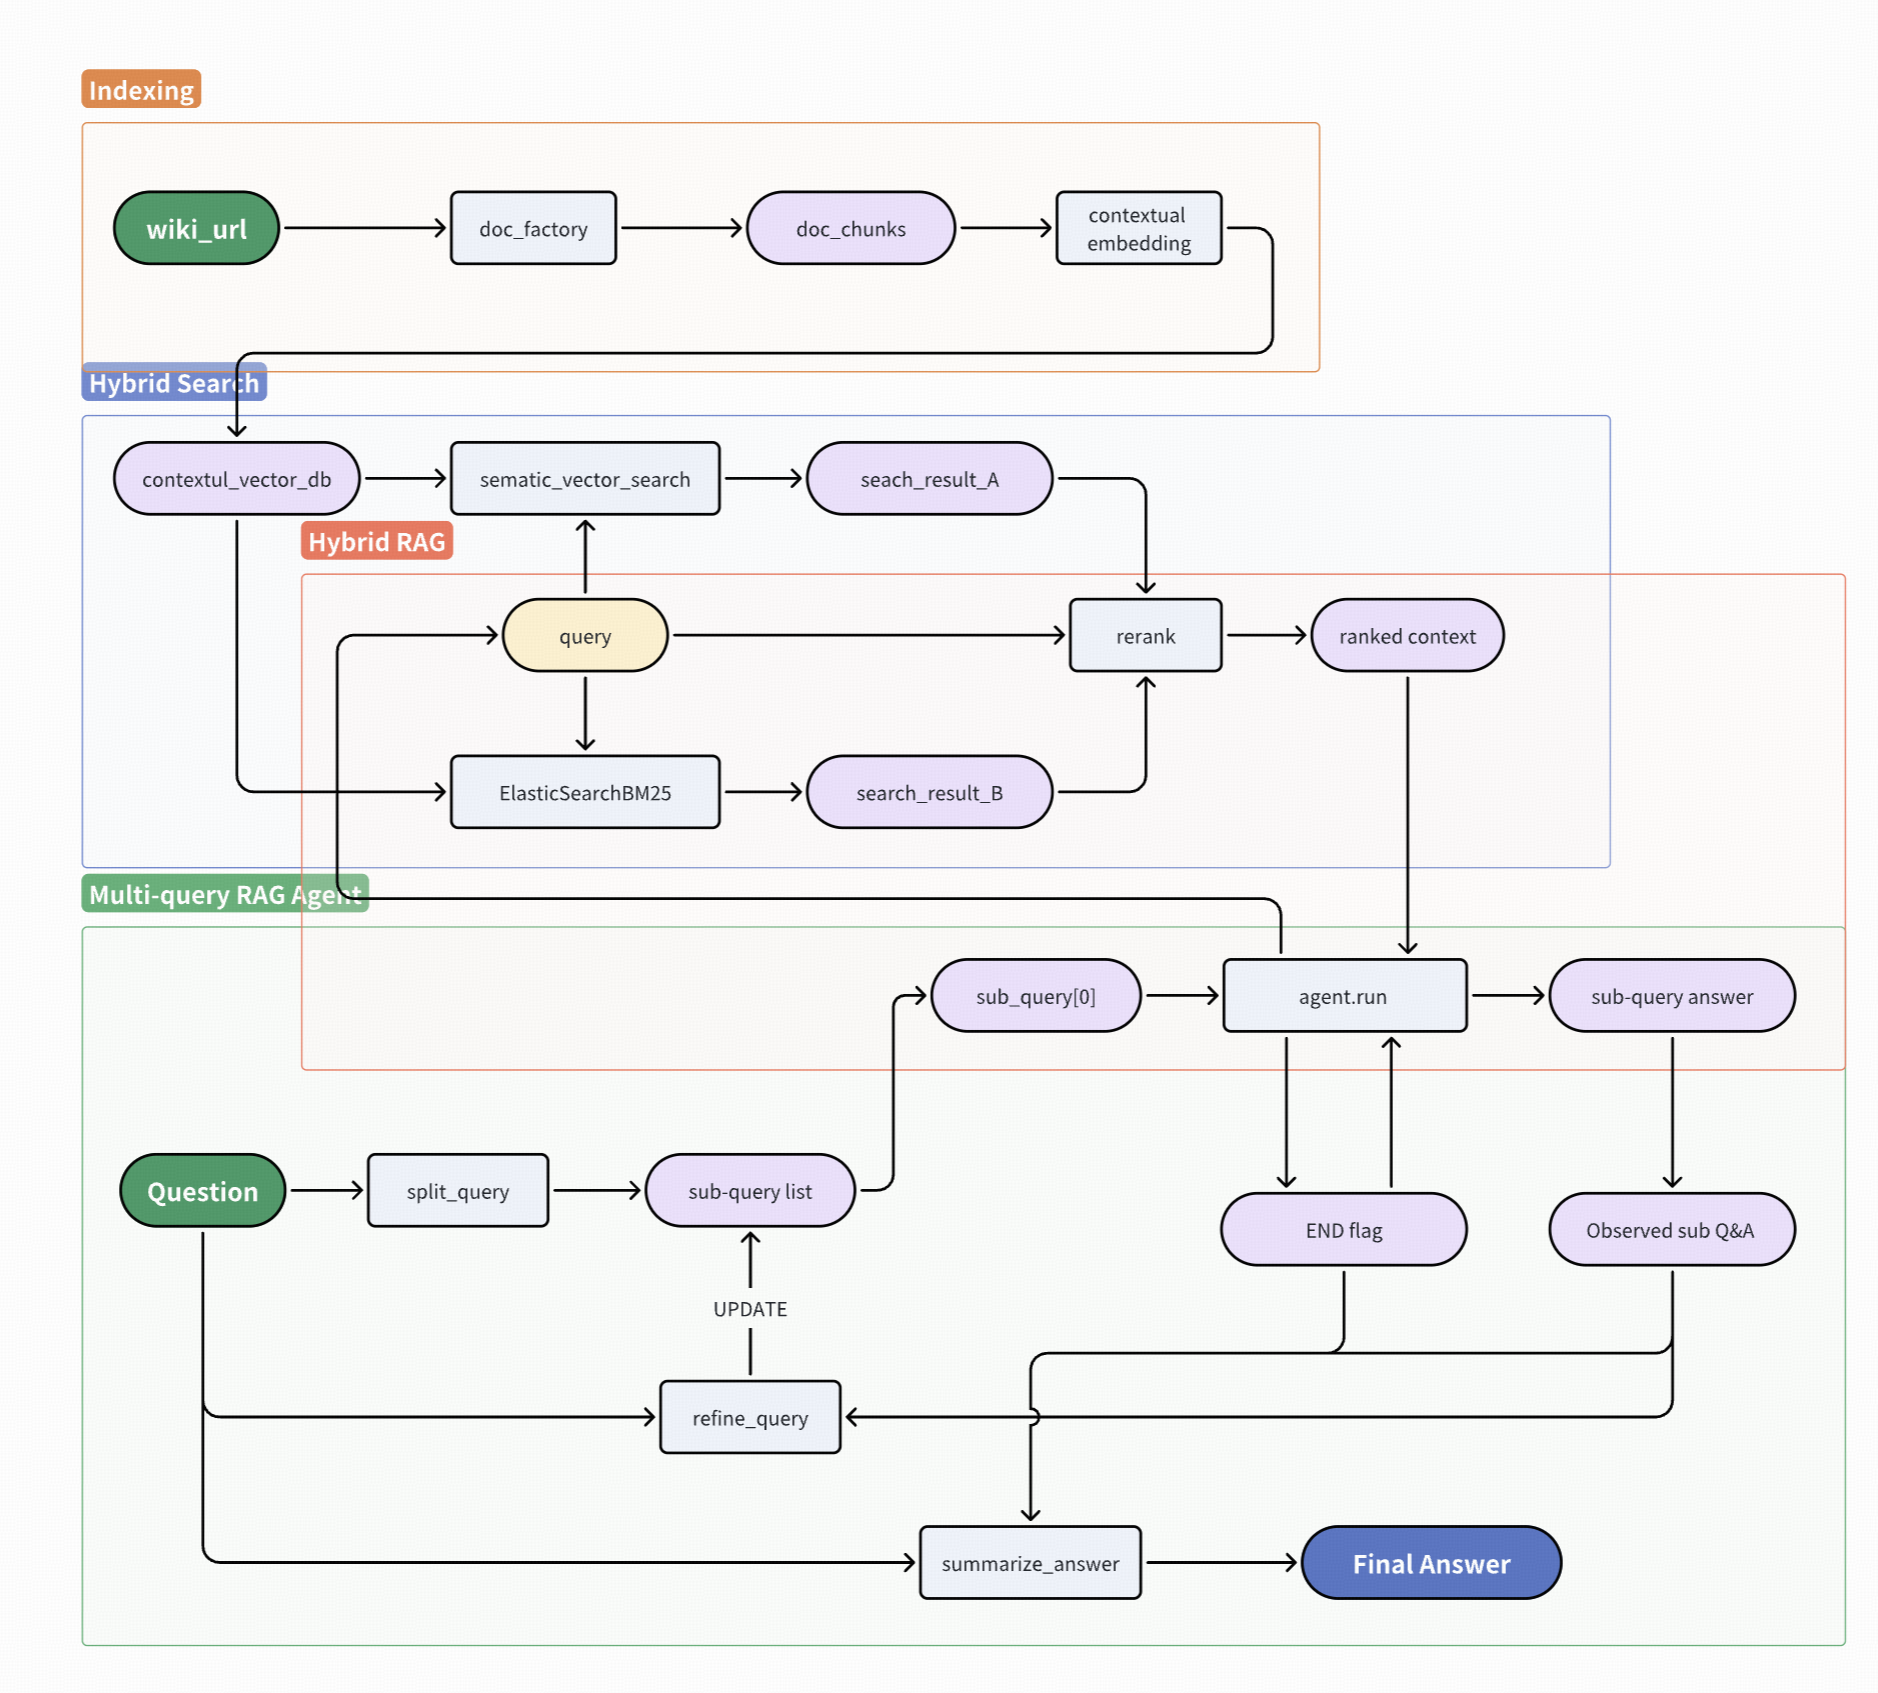 Indexing
wiki_url
doc_factory
doc_chunks
contextual
embedding
Hybrid Search
contextul_vector_db
sematic_vector_search
seach_result_A
Hybrid RAG
query
rerank
ranked context
ElasticSearchBM25
search_result_B
Multi-query RAG Agent
sub_query[0]
agent.run
sub-query answer
Question
split_query
sub-query list
END flag
Observed sub Q&A
UPDATE
refine_query
summarize_answer
Final Answer